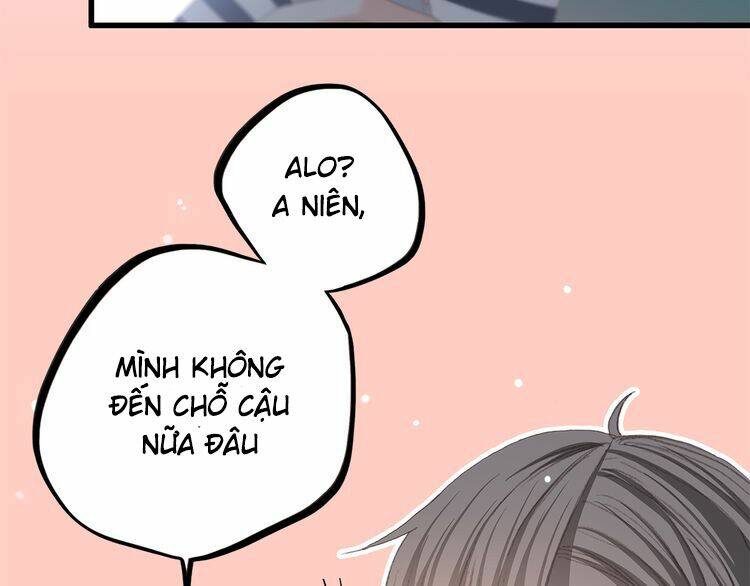 ALO?
A NIÊN,
MÌNH KHÔNG
ĐẾN CHỖ CẬU
NỮA ĐÂU